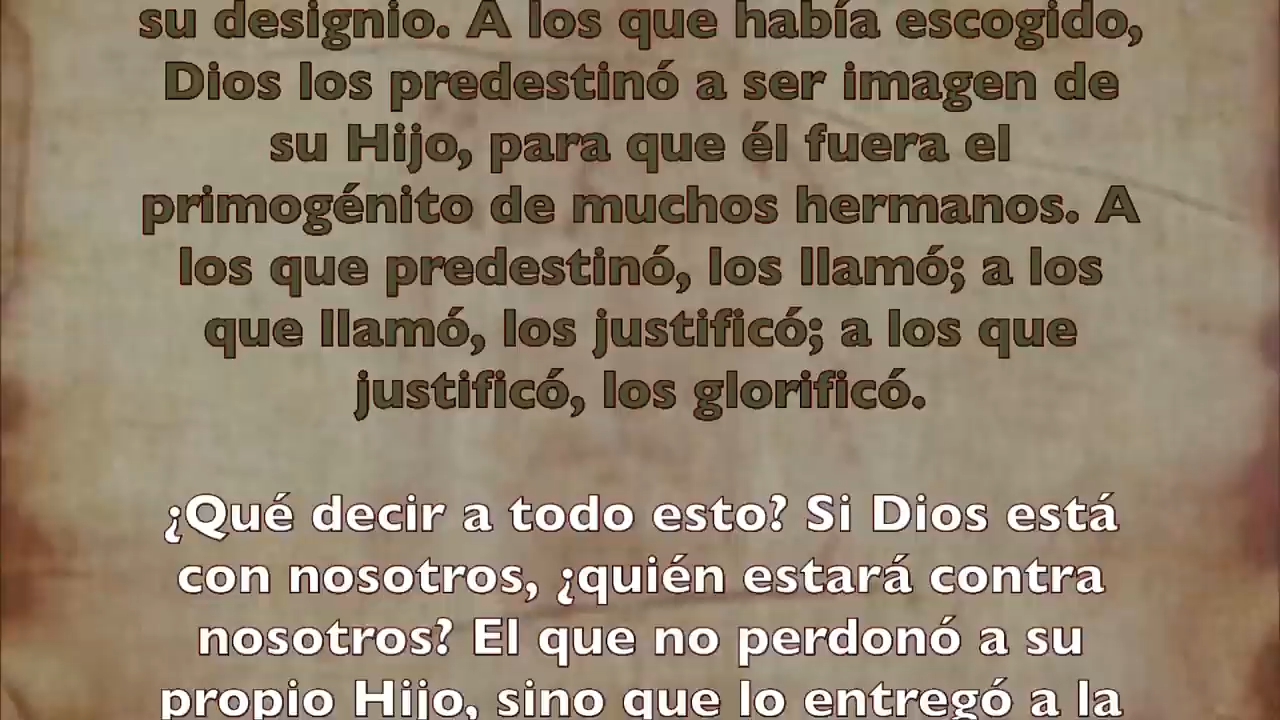 su designio. A los que había escogido,
Dios los predestinó a ser imagen de
su Hijo, para que él fuera el
primogénito de muchos hermanos. A
los que predestinó, los llamó; a los
que llamó, los justificó; a los que
justificó, los glorificó.
¿Qué decir a todo esto? Si Dios está
con nosotros, ¿quién estará contra
nosotros? El que no perdonó a su
propio Hijo, sino que lo entregó a la